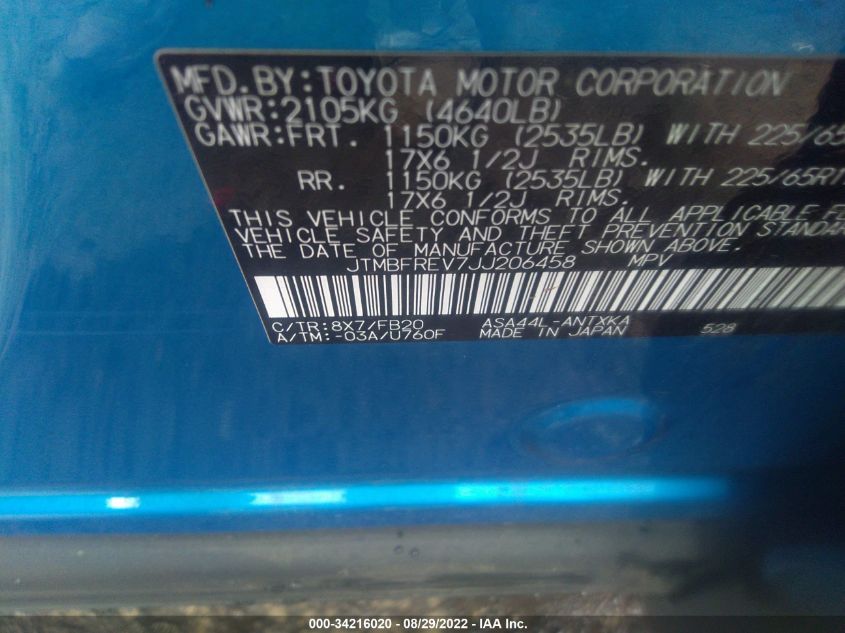 MFD.BY:TOYOTA MOTOR CORPORATION
GVWR:2105KG (4640LB)
GAWR:FRT. 1150KG (2535LB) WITH 225/65
17X6 1/2J RIMS.
RR. 1150KG (2535LB) WITH 225/65R1
17X6 1/2J RIMS.
THIS VEHICLE CONFORMS TO ALL APPLICABLE
VEHICLE SAFETY AND THEFT PREVENTION STANDA
THE DATE OF MANUFACTURE SHOWN ABOVE.
JTMBFREV7JJ206458 MPV
C/TR:8X7/FB20 ASA44L-ANTXKA
A/TM:-03A/U760F MADE IN JAPAN 528
000-34216020 - 08/29/2022 - IAA Inc.